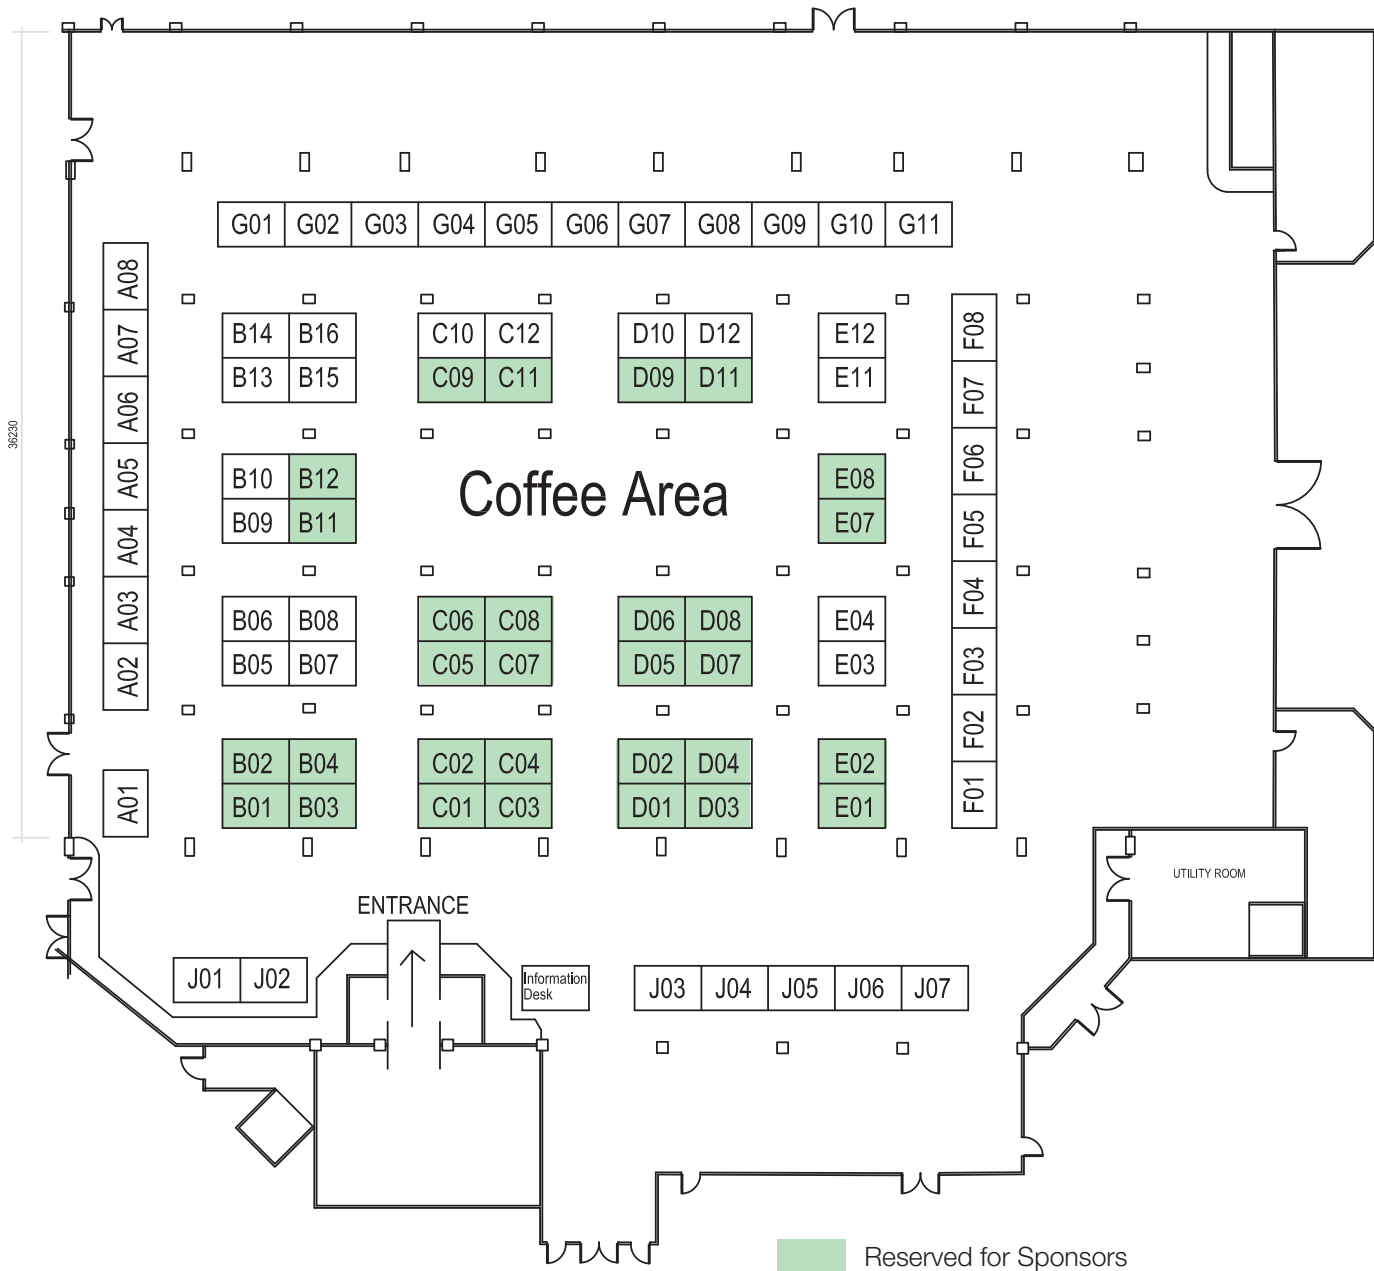 G01 G02 G03 G04 G05 G06 G07 G08 G09 G10 G11
A08
A07
A06
A05
A04
A03
A02
A01
B14 B16
B13 B15
C10 C12
C09 C11
D10 D12
D09 D11
E12
E11
F08
F07
F06
F05
F04
F03
F02
F01
36230
B10 B12
B09 B11
Coffee Area
E08
E07
B06 B08
B05 B07
C06 C08
C05 C07
D06 D08
D05 D07
E04
E03
B02 B04
B01 B03
C02 C04
C01 C03
D02 D04
D01 D03
E02
E01
UTILITY ROOM
ENTRANCE
J01 J02
Information
Desk
J03 J04 J05 J06 J07
Reserved for Sponsors